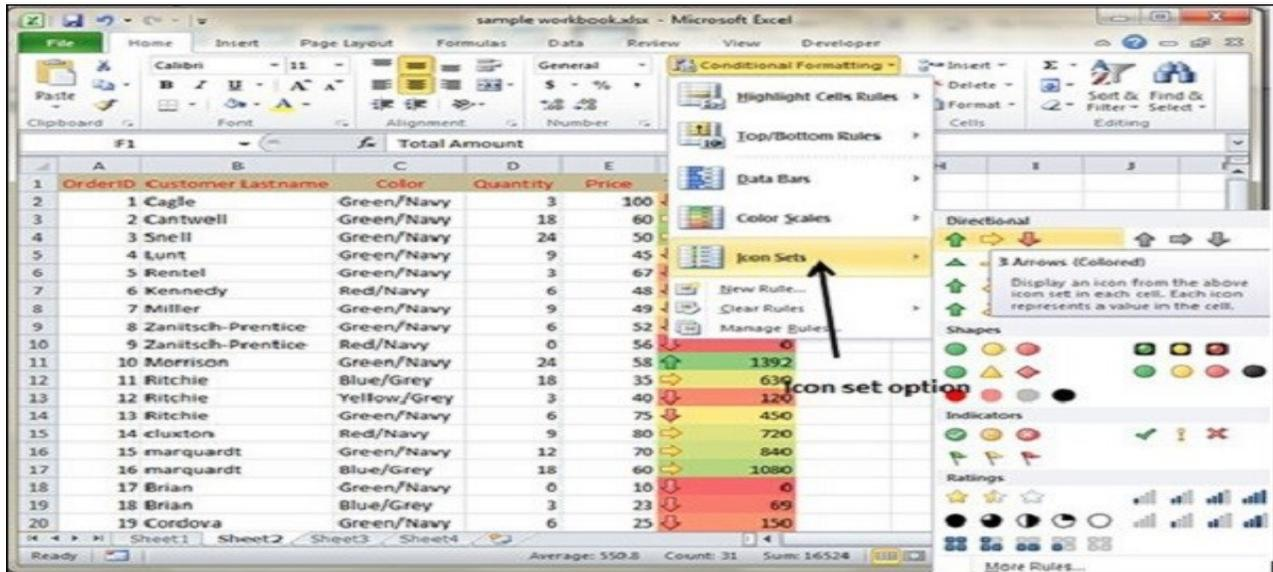 sample workbook.xlsx - Microsoft Excel
File Home Insert Page Layout Formulas Data Review View Developer
Calibri 11 General Conditional Formatting Insert
Paste B I U A A A $ % Delete Format Sort & Filter Find & Select
Clipboard Font Alignment Number Cells Editing
F1 fx Total Amount
A B C D E H I J
1 OrderID Customer Lastname Color Quantity Price
2 1 Cagle Green/Navy 3 100
3 2 Cantwell Green/Navy 18 60
4 3 Snell Green/Navy 24 50
5 4 Lunt Green/Navy 9 45
6 5 Rentel Green/Navy 3 67
7 6 Kennedy Red/Navy 6 48
8 7 Miller Green/Navy 9 49
9 8 Zaniitsch-Prentice Green/Navy 6 52
10 9 Zaniitsch-Prentice Red/Navy 0 56 0
11 10 Morrison Green/Navy 24 58 1392
12 11 Ritchie Blue/Grey 18 35 630
13 12 Ritchie Yellow/Grey 3 40 120
14 13 Ritchie Green/Navy 6 75 450
15 14 cluxton Red/Navy 9 80 720
16 15 marquardt Green/Navy 12 70 840
17 16 marquardt Blue/Grey 18 60 1080
18 17 Brian Green/Navy 0 10 0
19 18 Brian Blue/Grey 3 23 69
20 19 Cordova Green/Navy 6 25 150
Highlight Cells Rules
Top/Bottom Rules
Data Bars
Color Scales
Icon Sets
New Rule...
Clear Rules
Manage Rules...
Icon set option
Directional
3 Arrows (Colored)
Display an icon from the above
icon set in each cell. Each icon
represents a value in the cell.
Shapes
Indicators
Ratings
More Rules...
Sheet1 Sheet2 Sheet3 Sheet4
Ready Average: 550.8 Count: 31 Sum: 16524